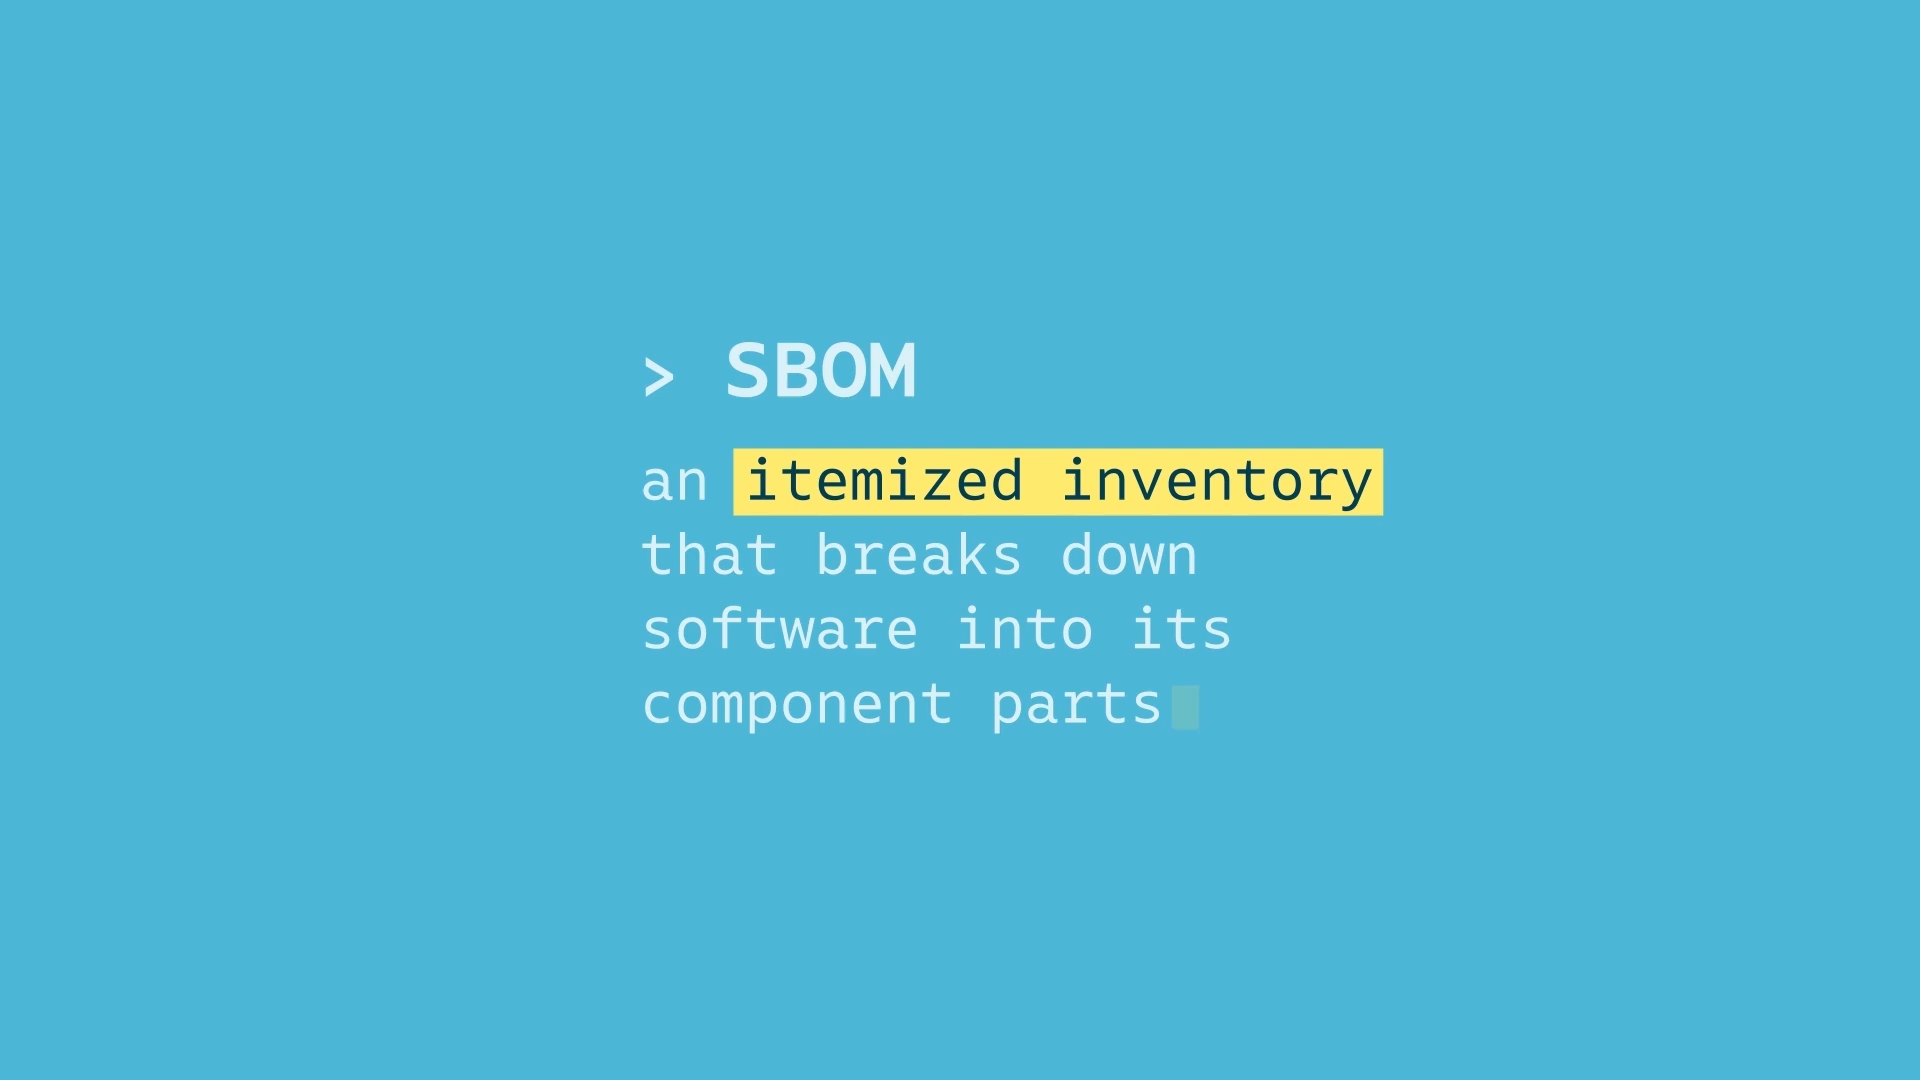 > SBOM
an itemized inventory
that breaks down
software into its
component parts